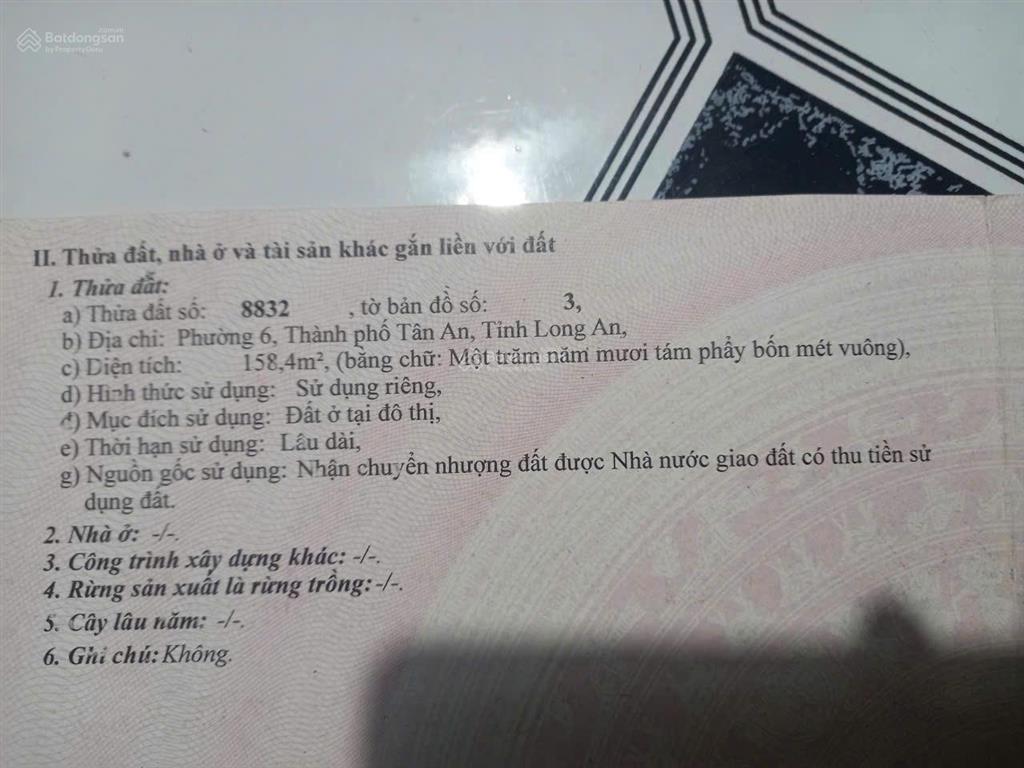 Batdongsan
by PropertyGuru
II. Thửa đất, nhà ở và tài sản khác gắn liền với đất
1. Thửa đất:
a) Thửa đất số: 8832 , tờ bản đồ số: 3,
b) Địa chỉ: Phường 6, Thành phố Tân An, Tỉnh Long An,
c) Diện tích: 158,4m², (bằng chữ: Một trăm năm mươi tám phẩy bốn mét vuông),
d) Hình thức sử dụng: Sử dụng riêng,
đ) Mục đích sử dụng: Đất ở tại đô thị,
e) Thời hạn sử dụng: Lâu dài,
g) Nguồn gốc sử dụng: Nhận chuyển nhượng đất được Nhà nước giao đất có thu tiền sử
dụng đất.
2. Nhà ở: -/-.
3. Công trình xây dựng khác: -/-.
4. Rừng sản xuất là rừng trồng: -/-.
5. Cây lâu năm: -/-.
6. Ghi chú: Không.